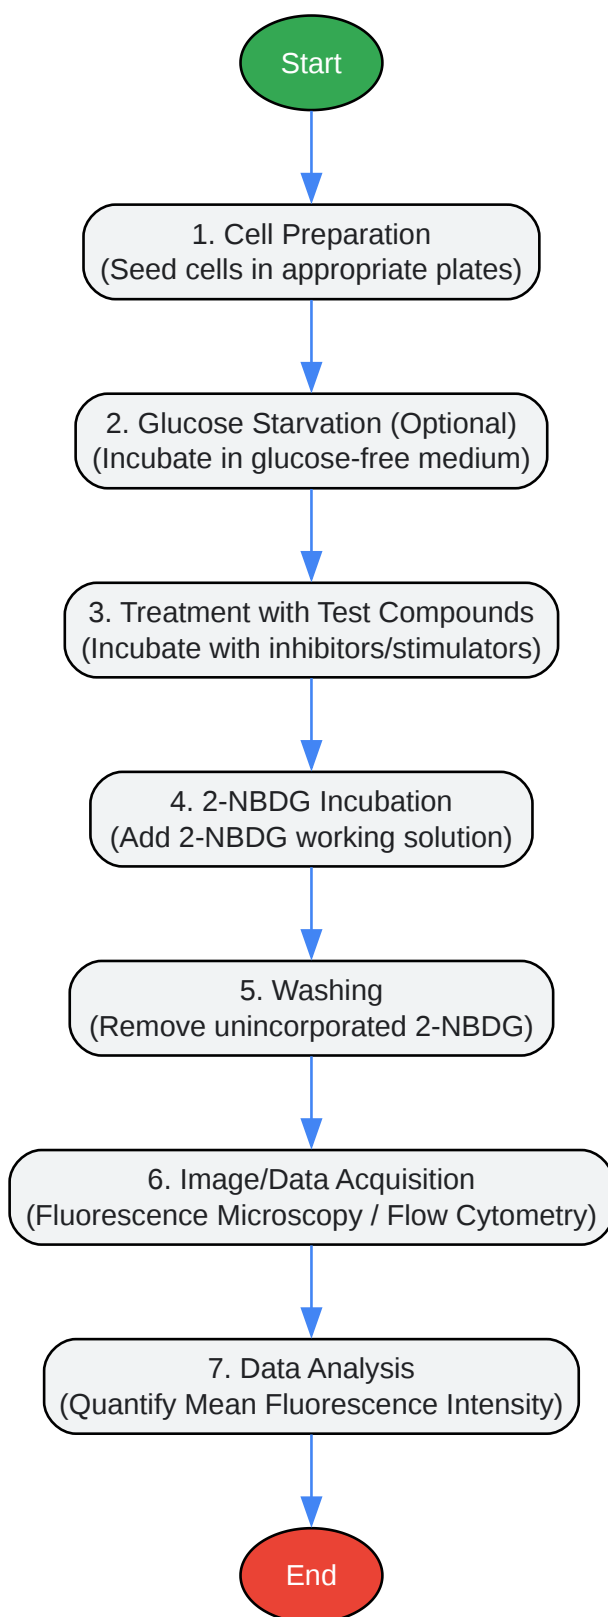 Start
1. Cell Preparation
(Seed cells in appropriate plates)
2. Glucose Starvation (Optional)
(Incubate in glucose-free medium)
3. Treatment with Test Compounds
(Incubate with inhibitors/stimulators)
4. 2-NBDG Incubation
(Add 2-NBDG working solution)
5. Washing
(Remove unincorporated 2-NBDG)
6. Image/Data Acquisition
(Fluorescence Microscopy / Flow Cytometry)
7. Data Analysis
(Quantify Mean Fluorescence Intensity)
End